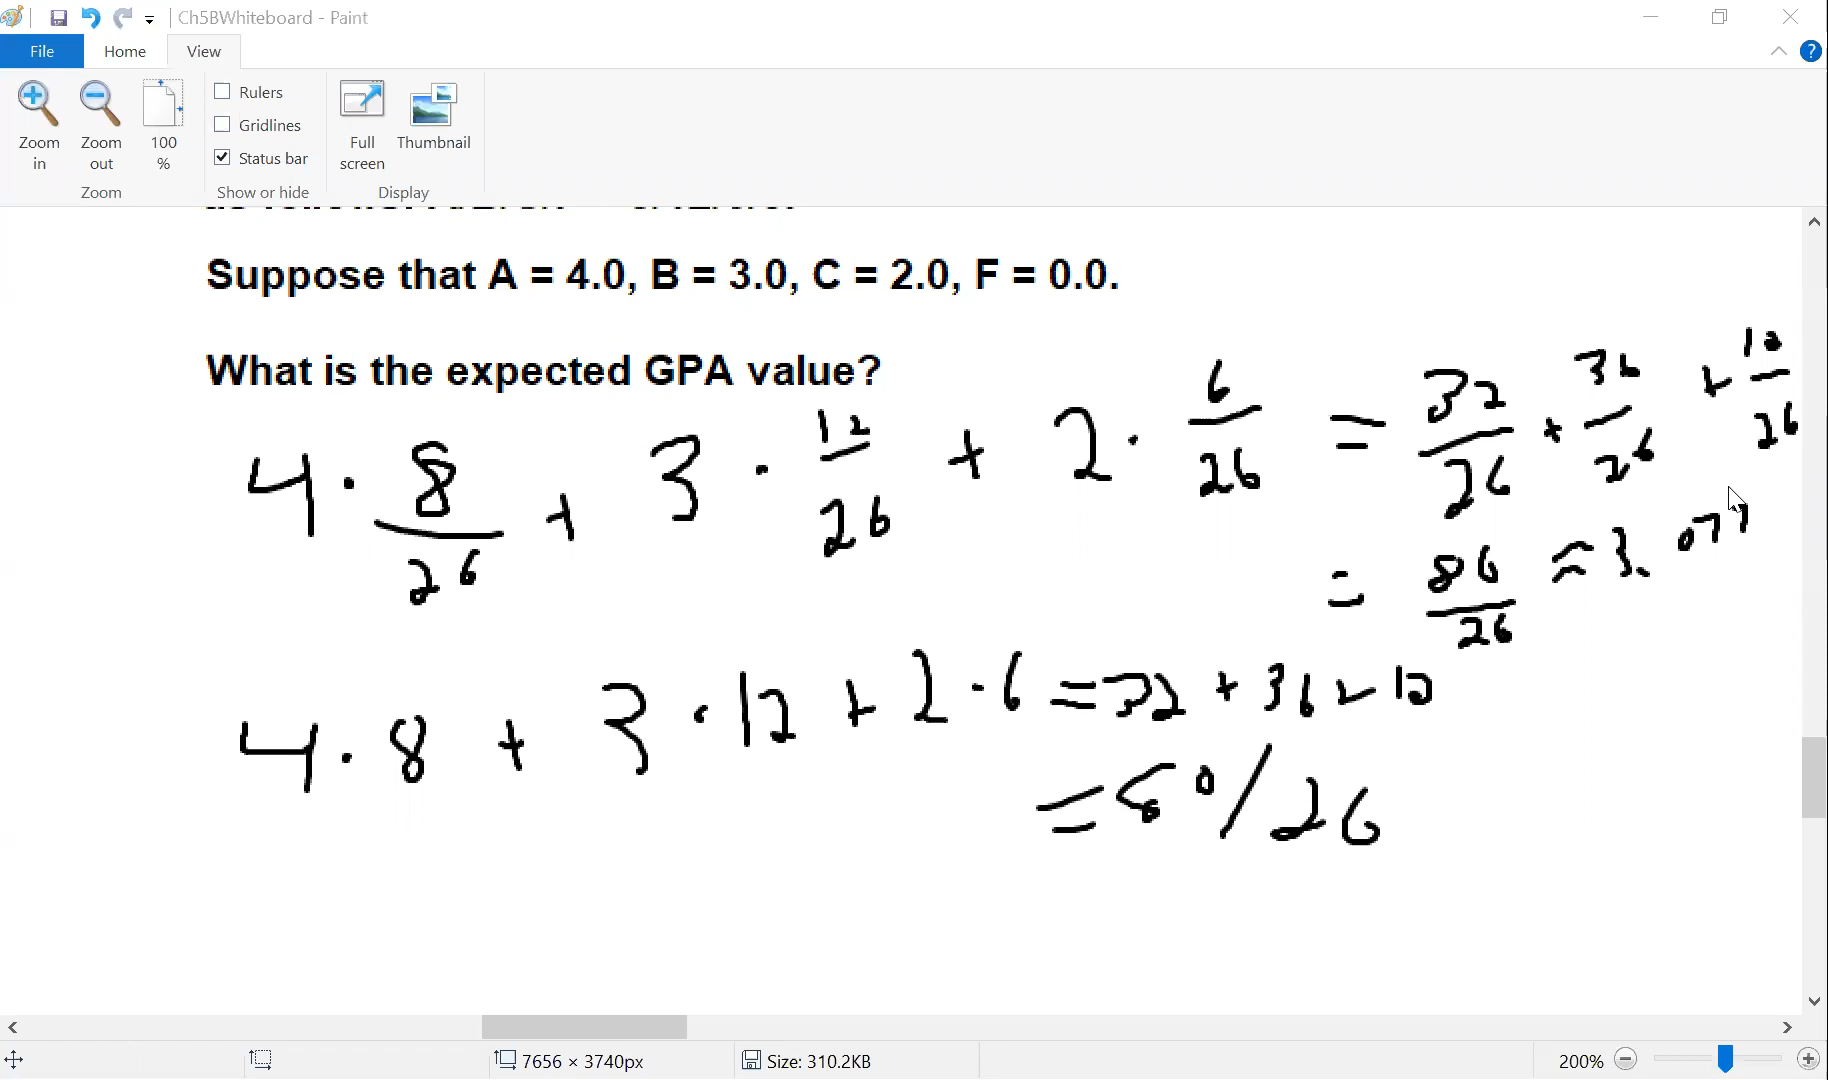 Ch5BWhiteboard - Paint
File Home View
Zoom in
Zoom out
100 %
Rulers
Gridlines
Status bar
Full screen
Thumbnail
Zoom
Show or hide
Display
Suppose that A = 4.0, B = 3.0, C = 2.0, F = 0.0.
What is the expected GPA value?
4 · 8/26 + 3 · 12/26 + 2 · 6/26 = 32/26 + 36/26 + 12/26
= 86/26 ≈ 3.077
4 · 8 + 3 · 12 + 2 · 6 = 32 + 36 + 12
= 80/26
7656 × 3740px
Size: 310.2KB
200%